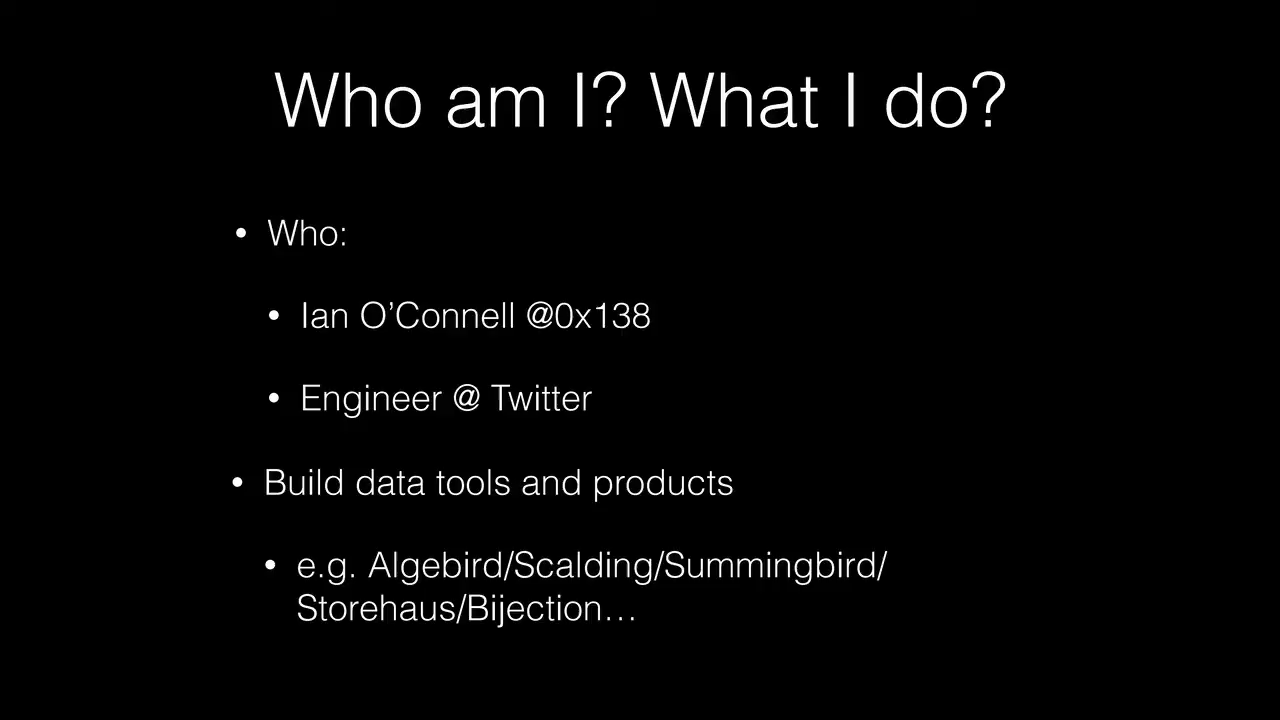 Who am I? What I do?
• Who:
• Ian O’Connell @0x138
• Engineer @ Twitter
• Build data tools and products
• e.g. Algebird/Scalding/Summingbird/
Storehaus/Bijection…